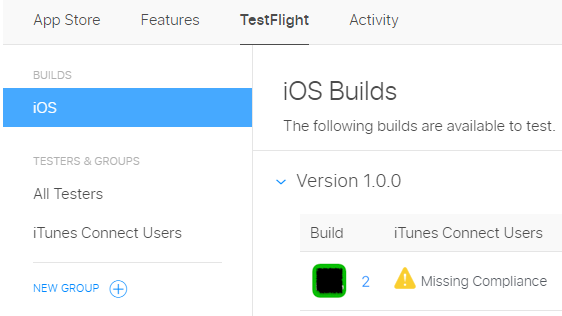 App Store Features TestFlight Activity
BUILDS
iOS
TESTERS & GROUPS
All Testers
iTunes Connect Users
NEW GROUP
iOS Builds
The following builds are available to test.
Version 1.0.0
Build iTunes Connect Users
2 Missing Compliance